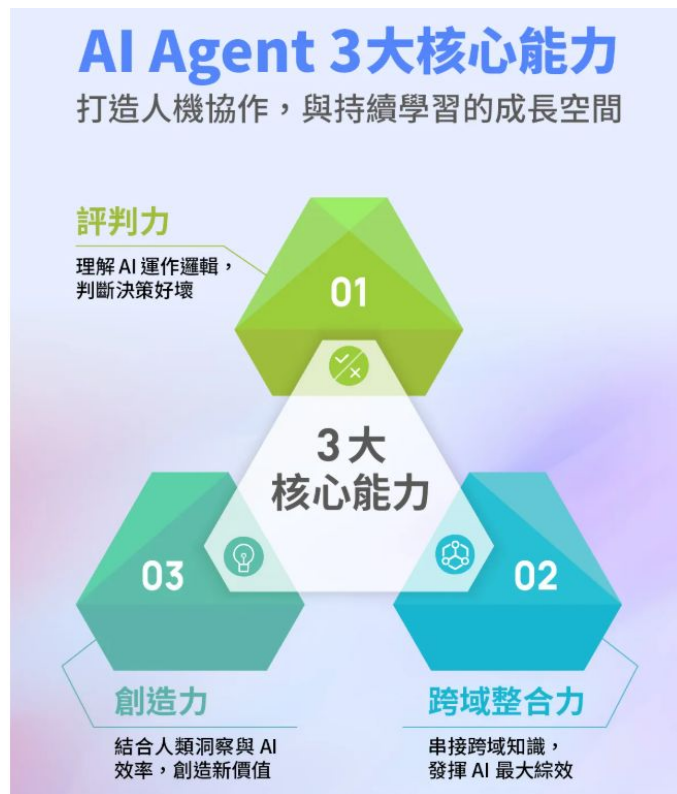 AI Agent 3大核心能力
打造人機協作，與持續學習的成長空間
評判力
理解 AI 運作邏輯，
判斷決策好壞
01
3大
核心能力
03
02
創造力
結合人類洞察與 AI
效率，創造新價值
跨域整合力
串接跨域知識，
發揮 AI 最大綜效